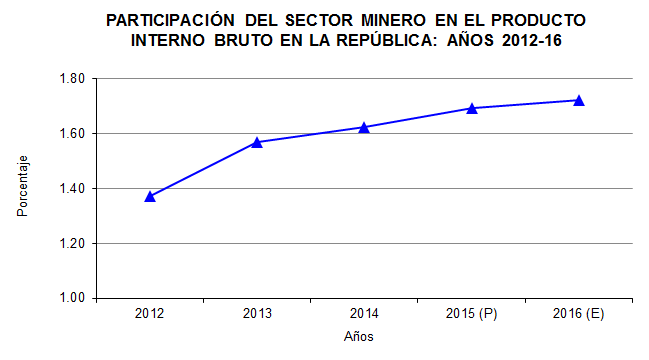 PARTICIPACIÓN DEL SECTOR MINERO EN EL PRODUCTO
INTERNO BRUTO EN LA REPÚBLICA: AÑOS 2012-16
1.80
1.60
1.40
1.20
1.00
Porcentaje
2012 2013 2014 2015 (P) 2016 (E)
Años